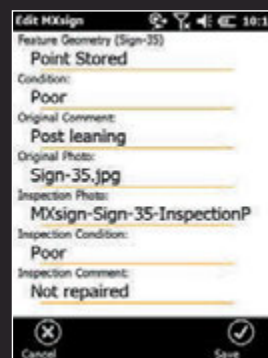 Edit MXsign 10:1
Feature Geometry (Sign-35)
Point Stored
Condition:
Poor
Original Comment:
Post leaning
Original Photo:
Sign-35.jpg
Inspection Photo:
MXsign-Sign-35-InspectionP
Inspection Condition:
Poor
Inspection Comment:
Not repaired
Cancel Save